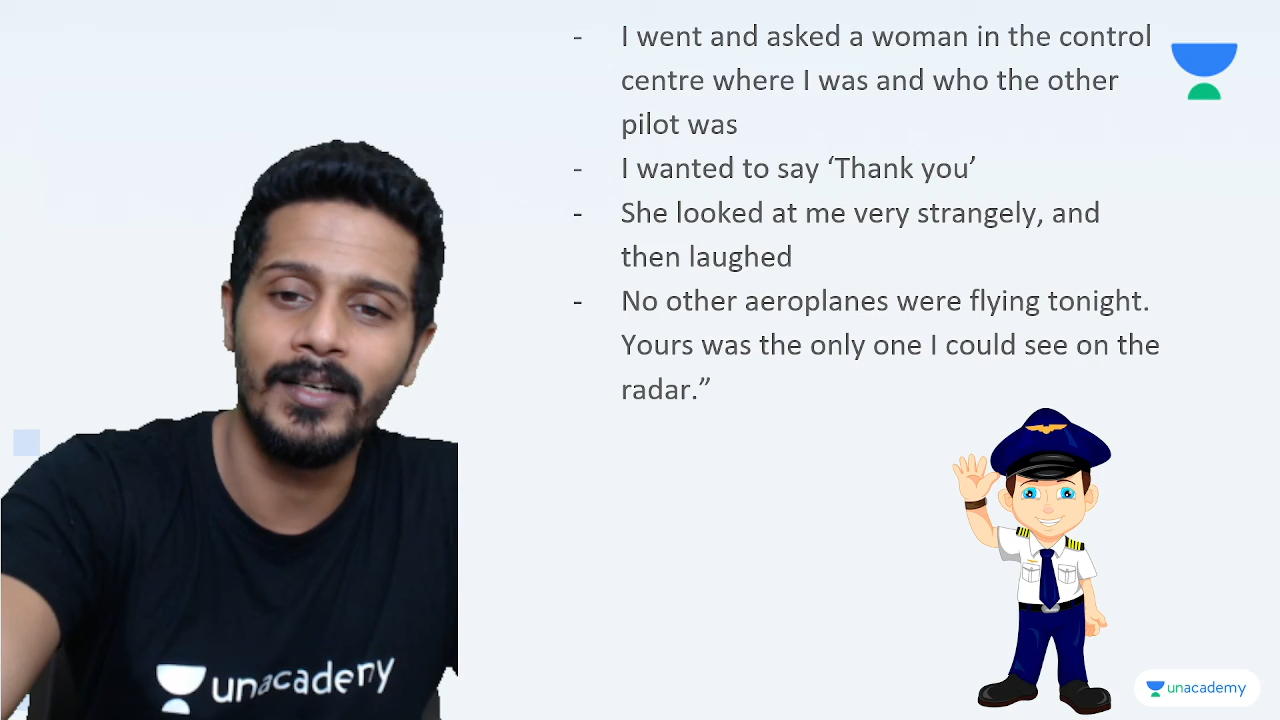 - I went and asked a woman in the control
centre where I was and who the other
pilot was
- I wanted to say ‘Thank you’
- She looked at me very strangely, and
then laughed
- No other aeroplanes were flying tonight.
Yours was the only one I could see on the
radar.”
unacademy
unacademy